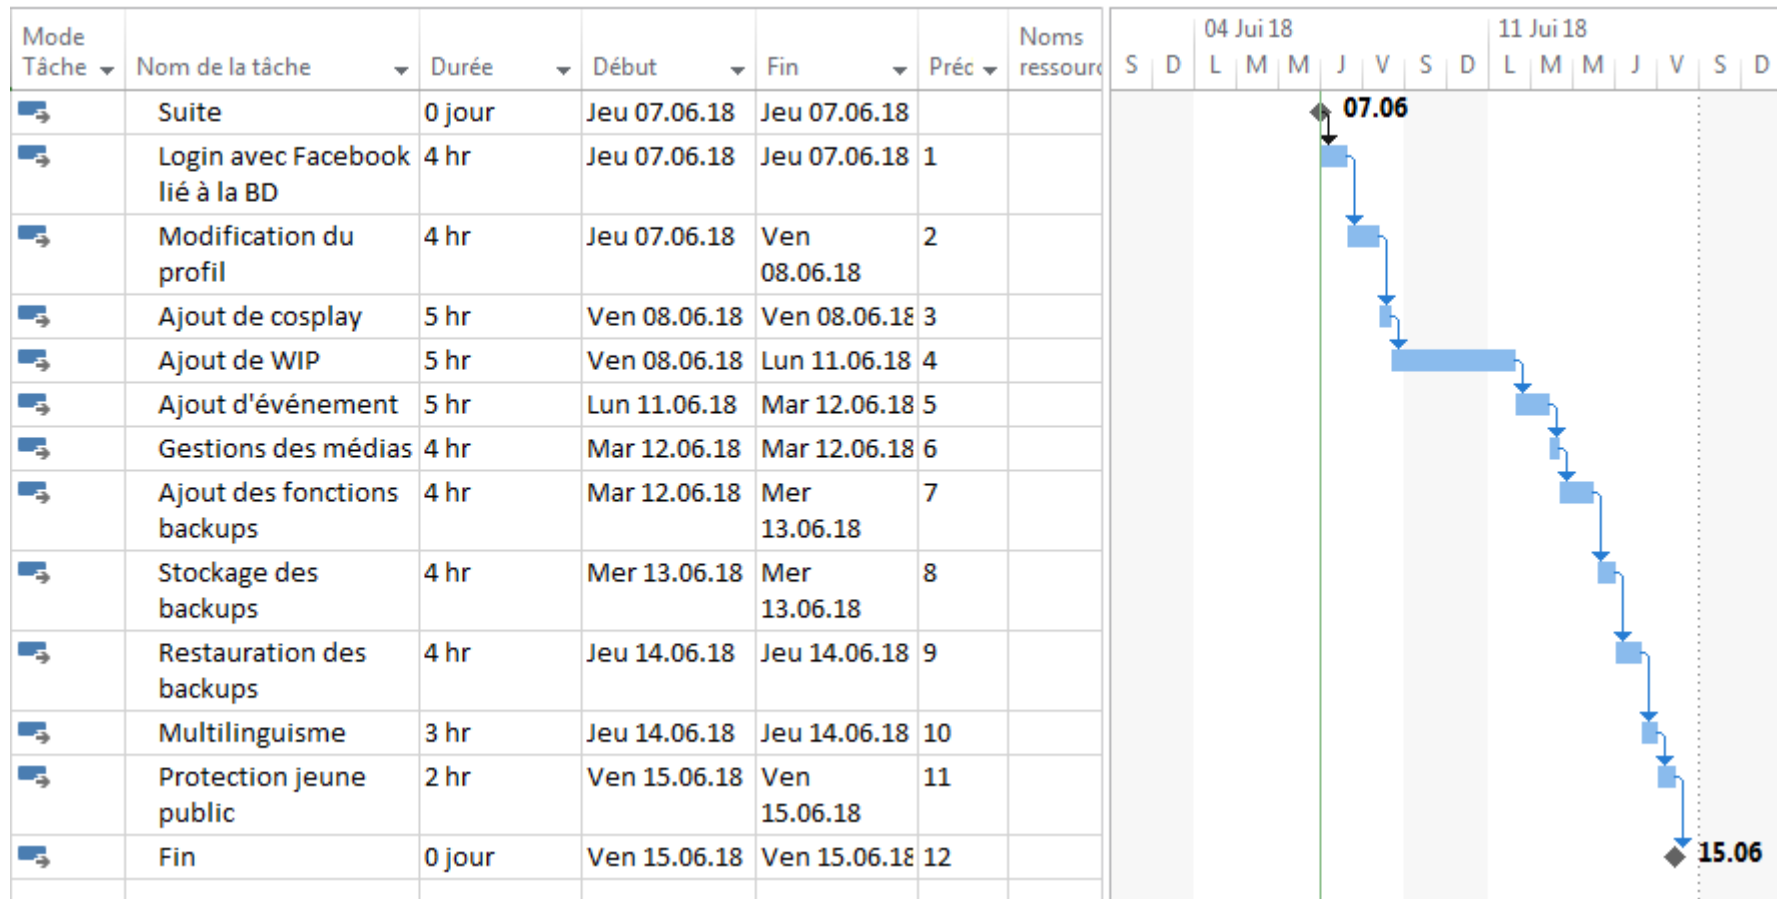 Mode
Tâche
Nom de la tâche
Durée
Début
Fin
Préc
Noms
ressourc
04 Jui 18
11 Jui 18
S D L M M J V S D L M M J V S D
Suite 0 jour Jeu 07.06.18 Jeu 07.06.18
07.06
Login avec Facebook 4 hr Jeu 07.06.18 Jeu 07.06.18 1
lié à la BD
Modification du 4 hr Jeu 07.06.18 Ven 2
profil 08.06.18
Ajout de cosplay 5 hr Ven 08.06.18 Ven 08.06.18 3
Ajout de WIP 5 hr Ven 08.06.18 Lun 11.06.18 4
Ajout d'événement 5 hr Lun 11.06.18 Mar 12.06.18 5
Gestions des médias 4 hr Mar 12.06.18 Mar 12.06.18 6
Ajout des fonctions 4 hr Mar 12.06.18 Mer 7
backups 13.06.18
Stockage des 4 hr Mer 13.06.18 Mer 8
backups 13.06.18
Restauration des 4 hr Jeu 14.06.18 Jeu 14.06.18 9
backups
Multilinguisme 3 hr Jeu 14.06.18 Jeu 14.06.18 10
Protection jeune 2 hr Ven 15.06.18 Ven 11
public 15.06.18
Fin 0 jour Ven 15.06.18 Ven 15.06.18 12
15.06